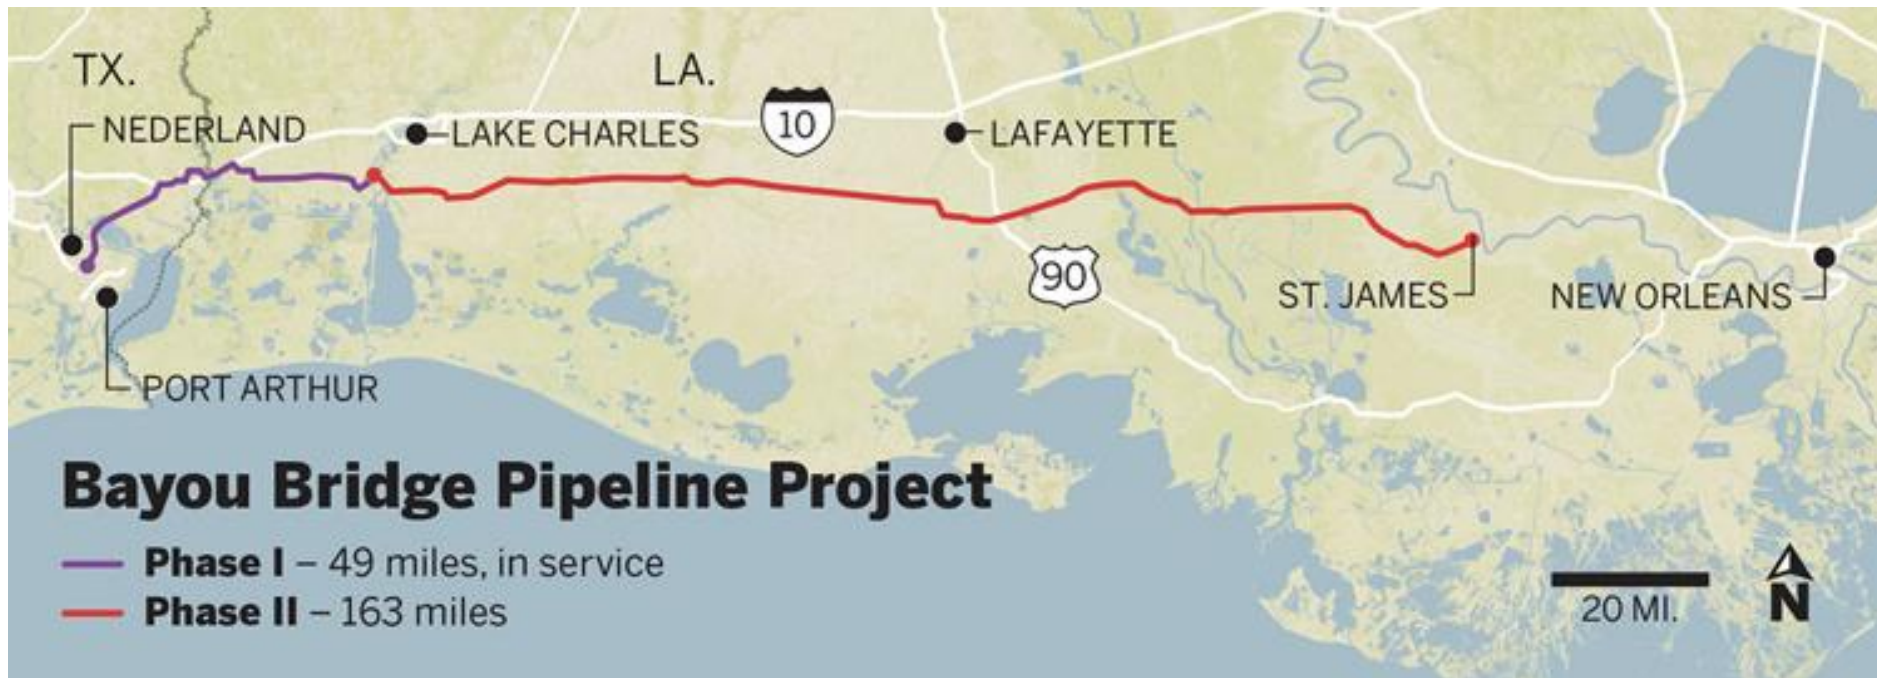 TX.
LA.
NEDERLAND
LAKE CHARLES
10
LAFAYETTE
90
ST. JAMES
NEW ORLEANS
PORT ARTHUR
Bayou Bridge Pipeline Project
Phase I – 49 miles, in service
Phase II – 163 miles
20 MI.
N